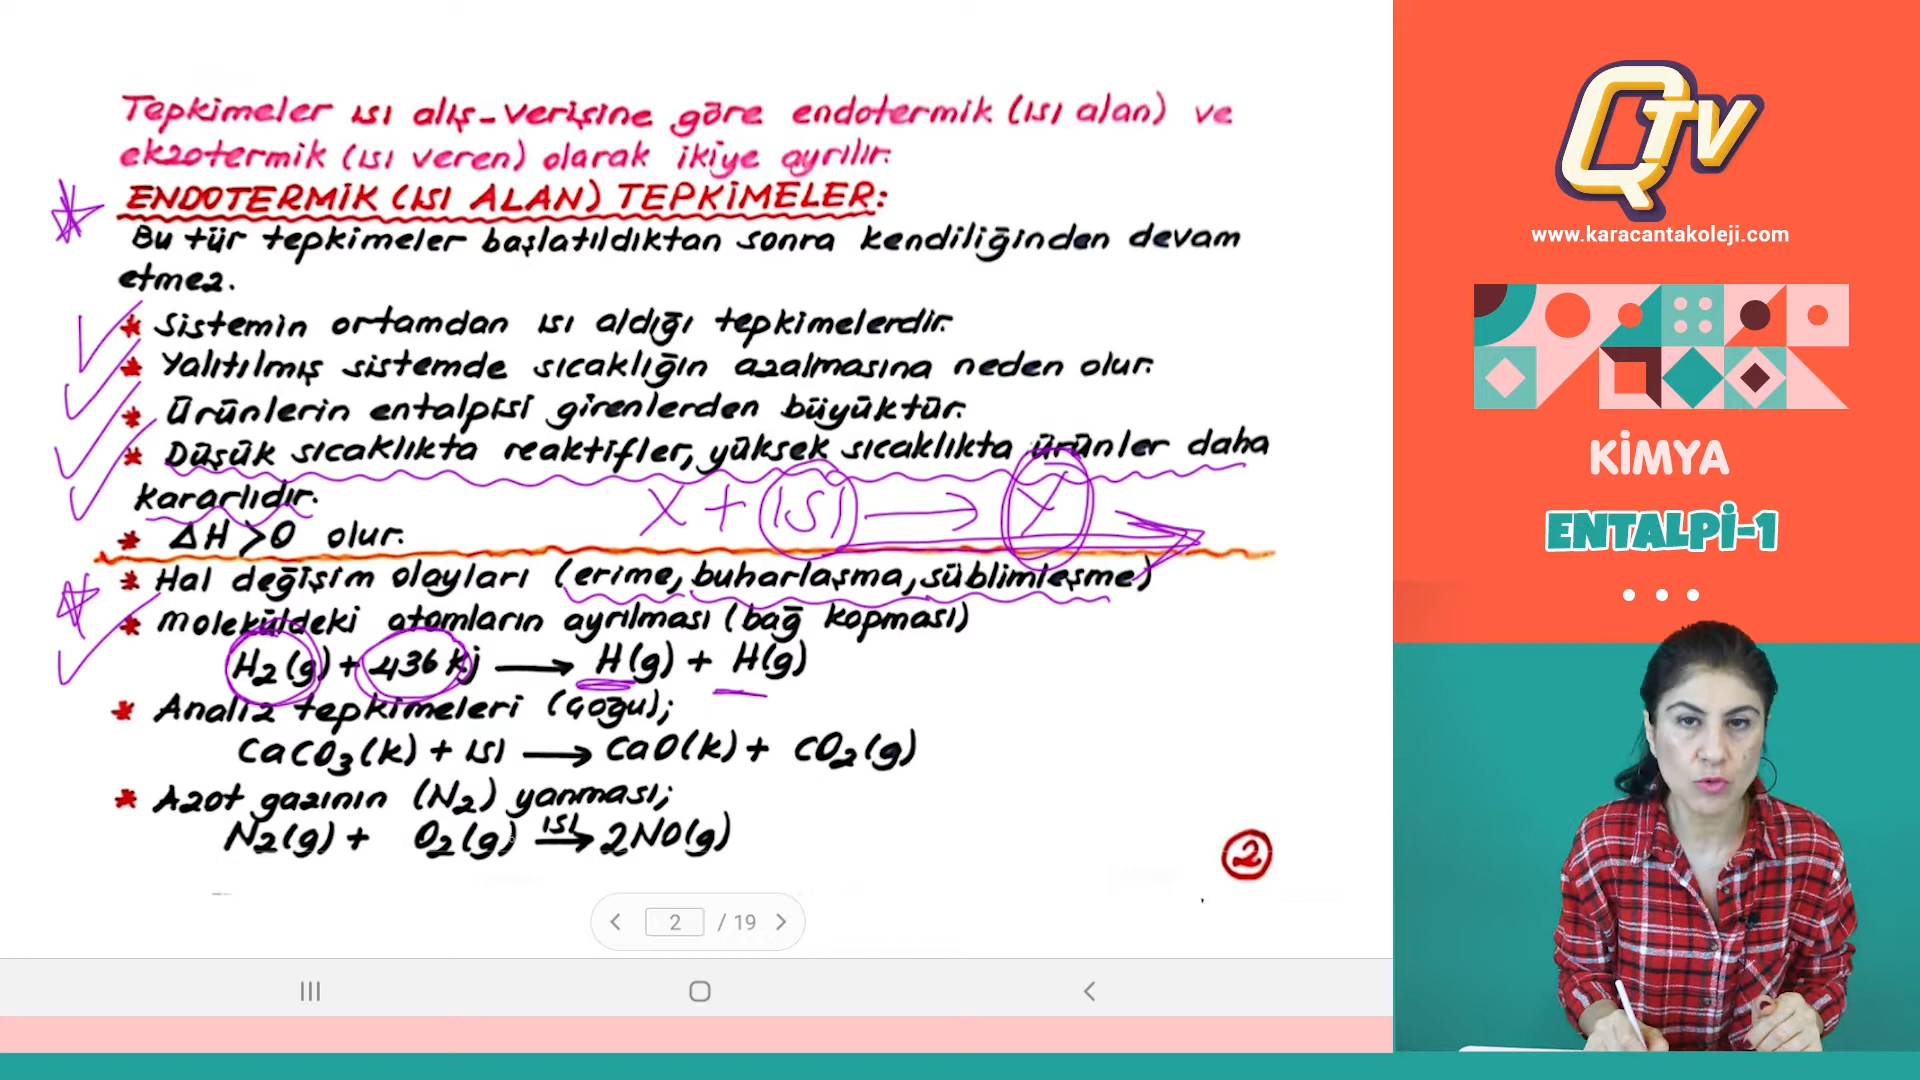 Tepkimeler ısı alış-verişine göre endotermik (ısı alan) ve
ekzotermik (ısı veren) olarak ikiye ayrılır.
ENDOTERMİK (ISI ALAN) TEPKİMELER:
Bu tür tepkimeler başlatıldıktan sonra kendiliğinden devam
etmez.
* Sistemin ortamdan ısı aldığı tepkimelerdir.
* Yalıtılmış sistemde sıcaklığın azalmasına neden olur.
* Ürünlerin entalpisi girenlerden büyüktür.
* Düşük sıcaklıkta reaktifler, yüksek sıcaklıkta ürünler daha
kararlıdır.
X + ISI → Y
* ΔH > 0 olur.
* Hal değişim olayları (erime, buharlaşma, süblimleşme)
* Moleküldeki atomların ayrılması (bağ kopması)
H₂(g) + 436 kj → H(g) + H(g)
* Analiz tepkimeleri (Çoğu);
CaCO₃(k) + ısı → CaO(k) + CO₂(g)
* Azot gazının (N₂) yanması;
N₂(g) + O₂(g) ısı→ 2NO(g)
2
2 / 19
QTV
www.karacantakoleji.com
KİMYA
ENTALPİ-1